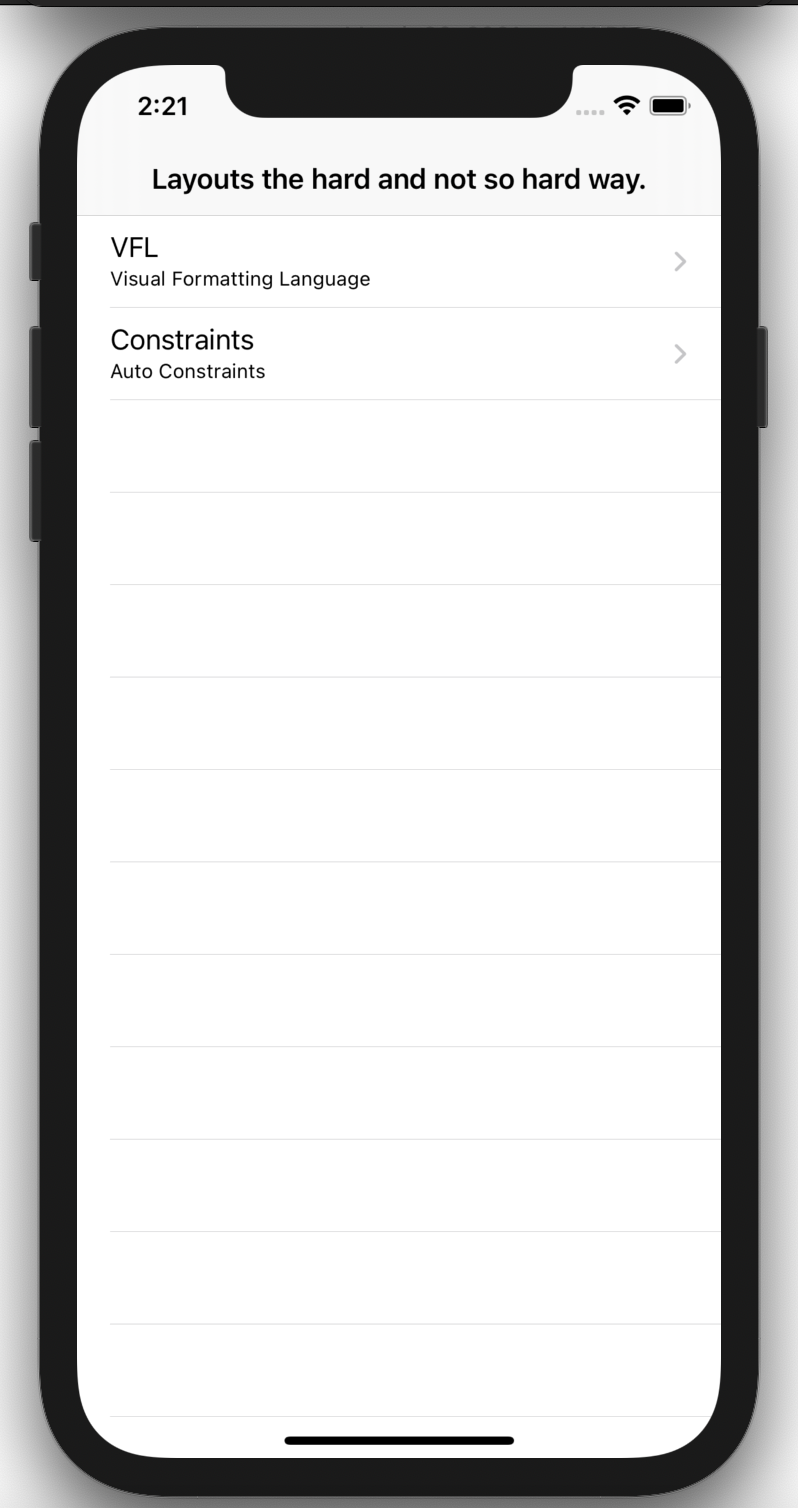 2:21
Layouts the hard and not so hard way.
VFL
Visual Formatting Language
Constraints
Auto Constraints